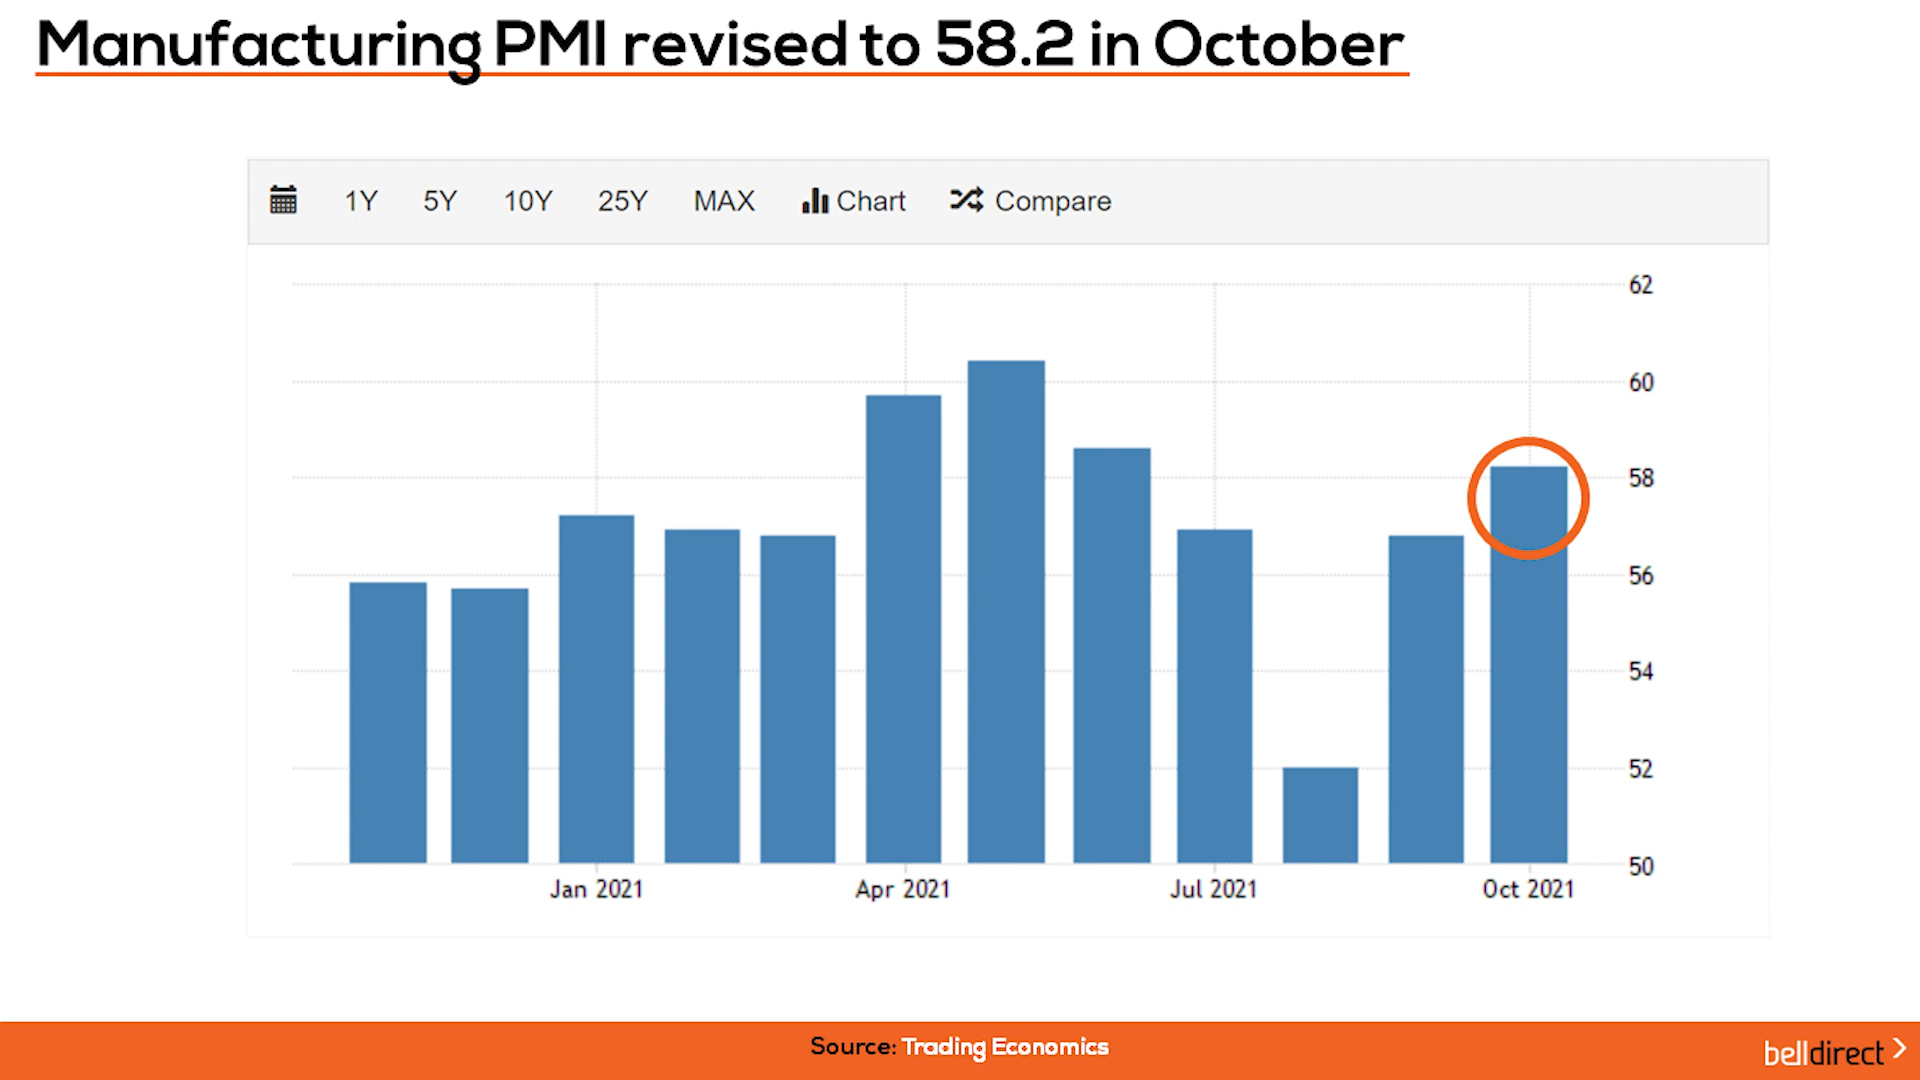 Manufacturing PMI revised to 58.2 in October
1Y 5Y 10Y 25Y MAX Chart Compare
62
60
58
56
54
52
50
Jan 2021 Apr 2021 Jul 2021 Oct 2021
Source: Trading Economics
belldirect